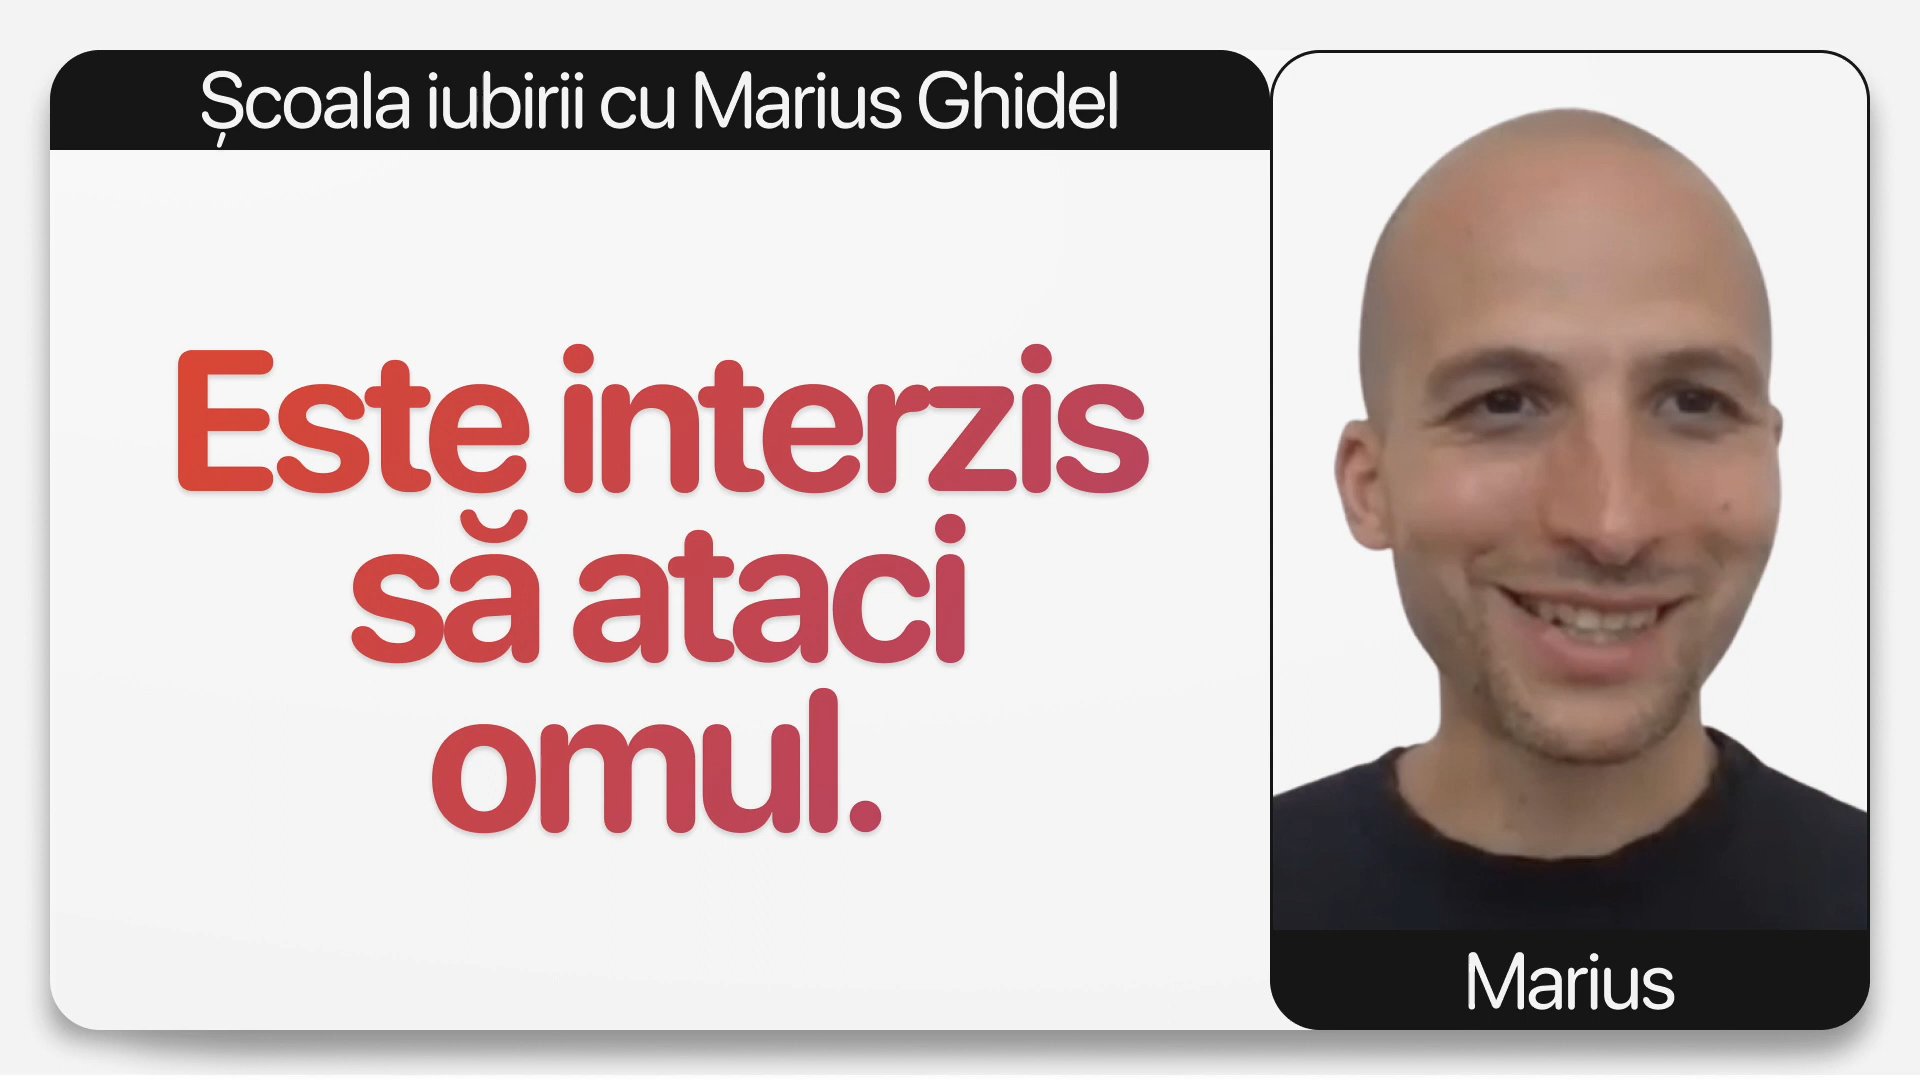 Școala iubirii cu Marius Ghidel
Este interzis
să ataci
omul.
Marius